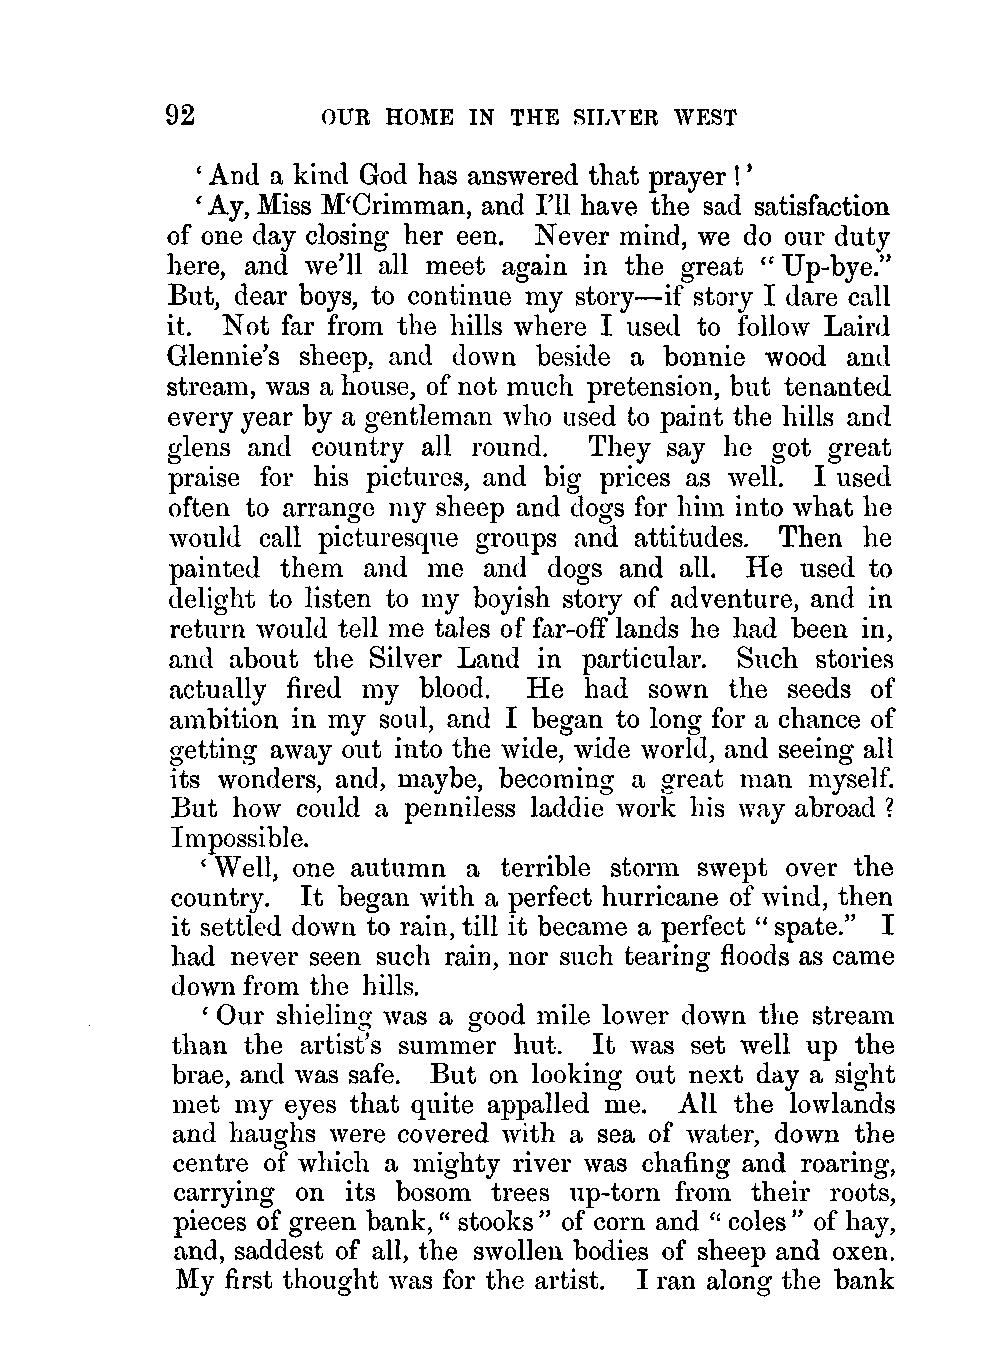 92 OUR HOME IN THE SILVER WEST
‘And a kind God has answered that prayer!’
‘Ay, Miss M‘Crimman, and I’ll have the sad satisfaction
of one day closing her een. Never mind, we do our duty
here, and we’ll all meet again in the great “Up-bye.”
But, dear boys, to continue my story—if story I dare call
it. Not far from the hills where I used to follow Laird
Glennie’s sheep, and down beside a bonnie wood and
stream, was a house, of not much pretension, but tenanted
every year by a gentleman who used to paint the hills and
glens and country all round. They say he got great
praise for his pictures, and big prices as well. I used
often to arrange my sheep and dogs for him into what he
would call picturesque groups and attitudes. Then he
painted them and me and dogs and all. He used to
delight to listen to my boyish story of adventure, and in
return would tell me tales of far-off lands he had been in,
and about the Silver Land in particular. Such stories
actually fired my blood. He had sown the seeds of
ambition in my soul, and I began to long for a chance of
getting away out into the wide, wide world, and seeing all
its wonders, and, maybe, becoming a great man myself.
But how could a penniless laddie work his way abroad?
Impossible.
‘Well, one autumn a terrible storm swept over the
country. It began with a perfect hurricane of wind, then
it settled down to rain, till it became a perfect “spate.” I
had never seen such rain, nor such tearing floods as came
down from the hills.
‘Our shieling was a good mile lower down the stream
than the artist’s summer hut. It was set well up the
brae, and was safe. But on looking out next day a sight
met my eyes that quite appalled me. All the lowlands
and haughs were covered with a sea of water, down the
centre of which a mighty river was chafing and roaring,
carrying on its bosom trees up-torn from their roots,
pieces of green bank, “stooks” of corn and “coles” of hay,
and, saddest of all, the swollen bodies of sheep and oxen.
My first thought was for the artist. I ran along the bank